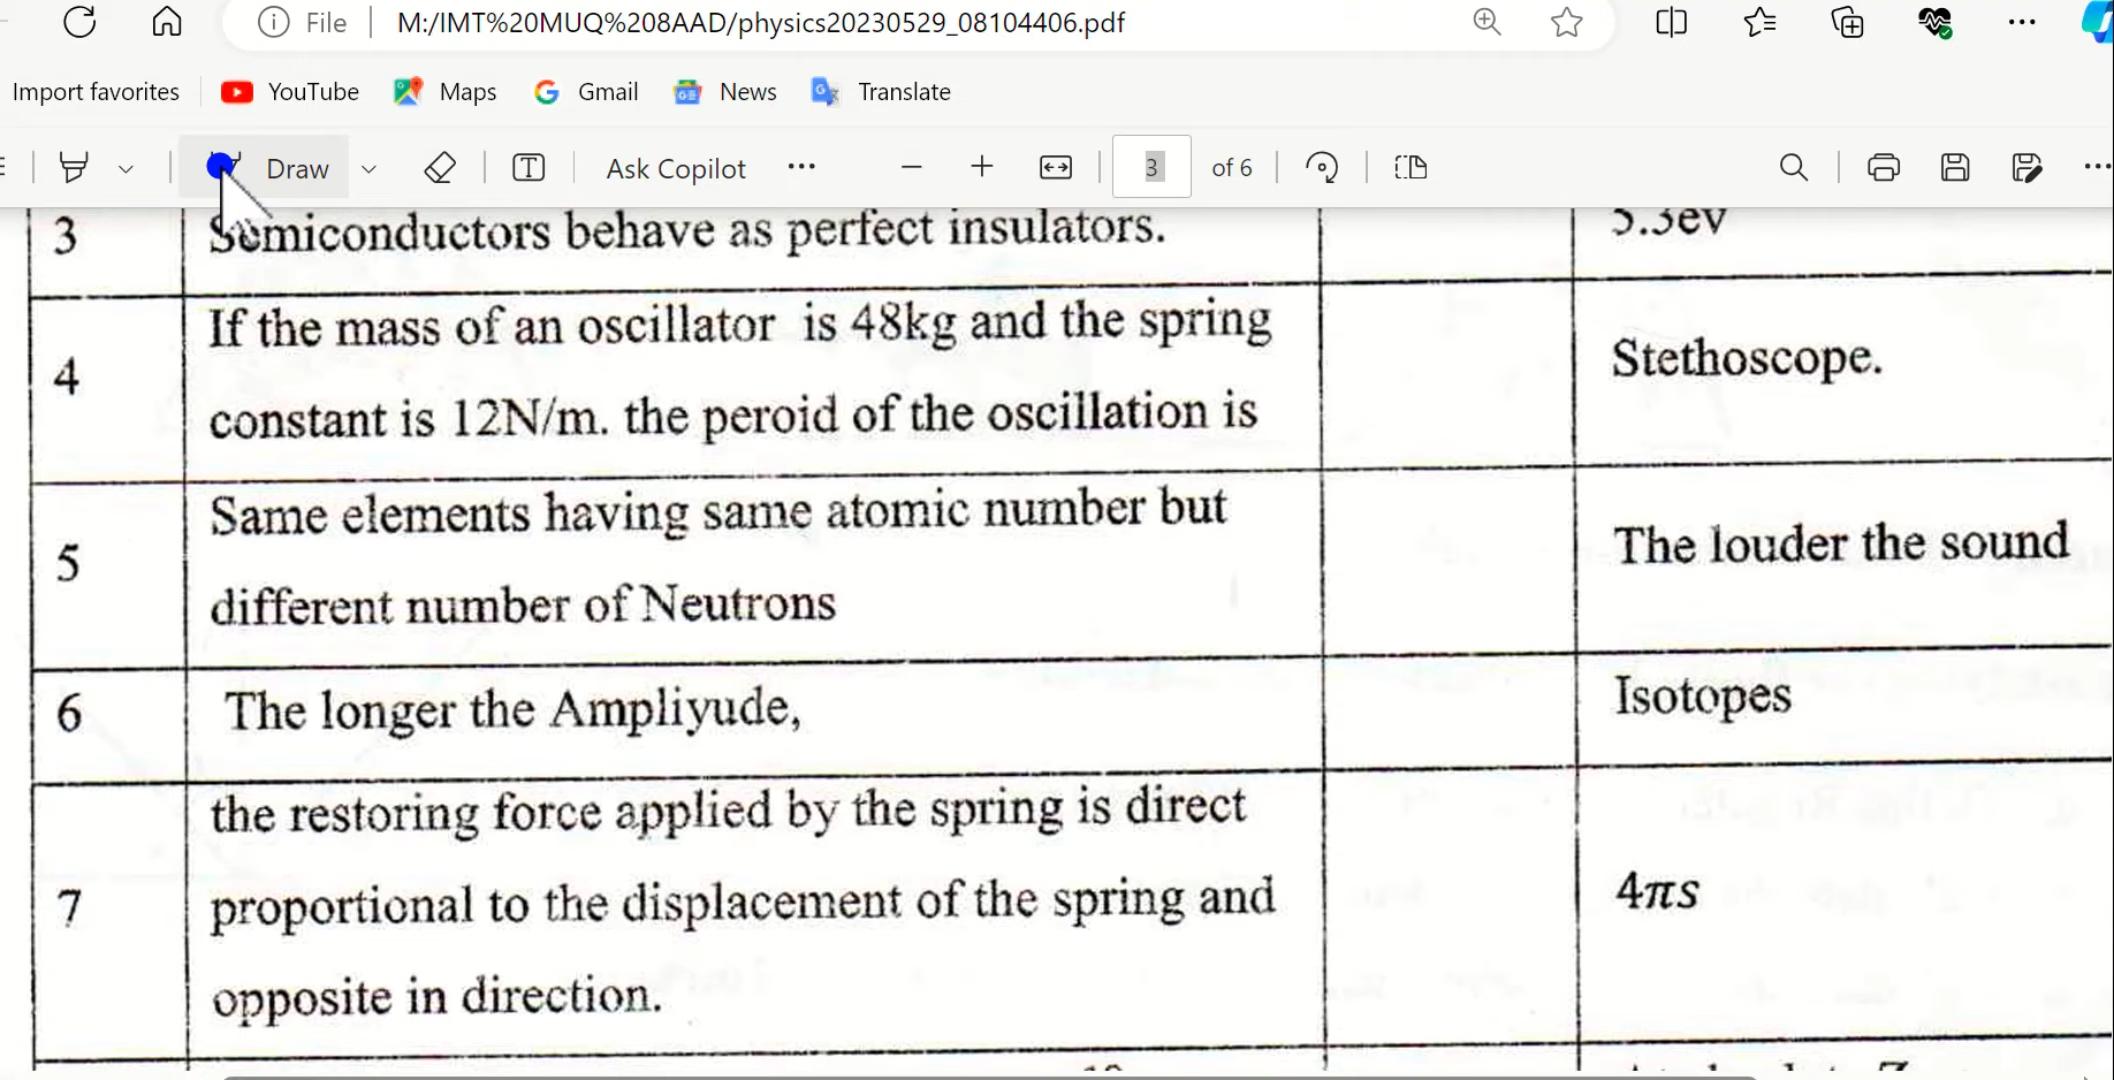 File M:/IMT%20MUQ%208AAD/physics20230529_08104406.pdf
Import favorites YouTube Maps Gmail News Translate
Draw Ask Copilot 3 of 6
3 Semiconductors behave as perfect insulators. 5.3ev
4 If the mass of an oscillator is 48kg and the spring
constant is 12N/m. the peroid of the oscillation is
Stethoscope.
5 Same elements having same atomic number but
different number of Neutrons
The louder the sound
6 The longer the Ampliyude, Isotopes
7 the restoring force applied by the spring is direct
proportional to the displacement of the spring and
opposite in direction.
4πs